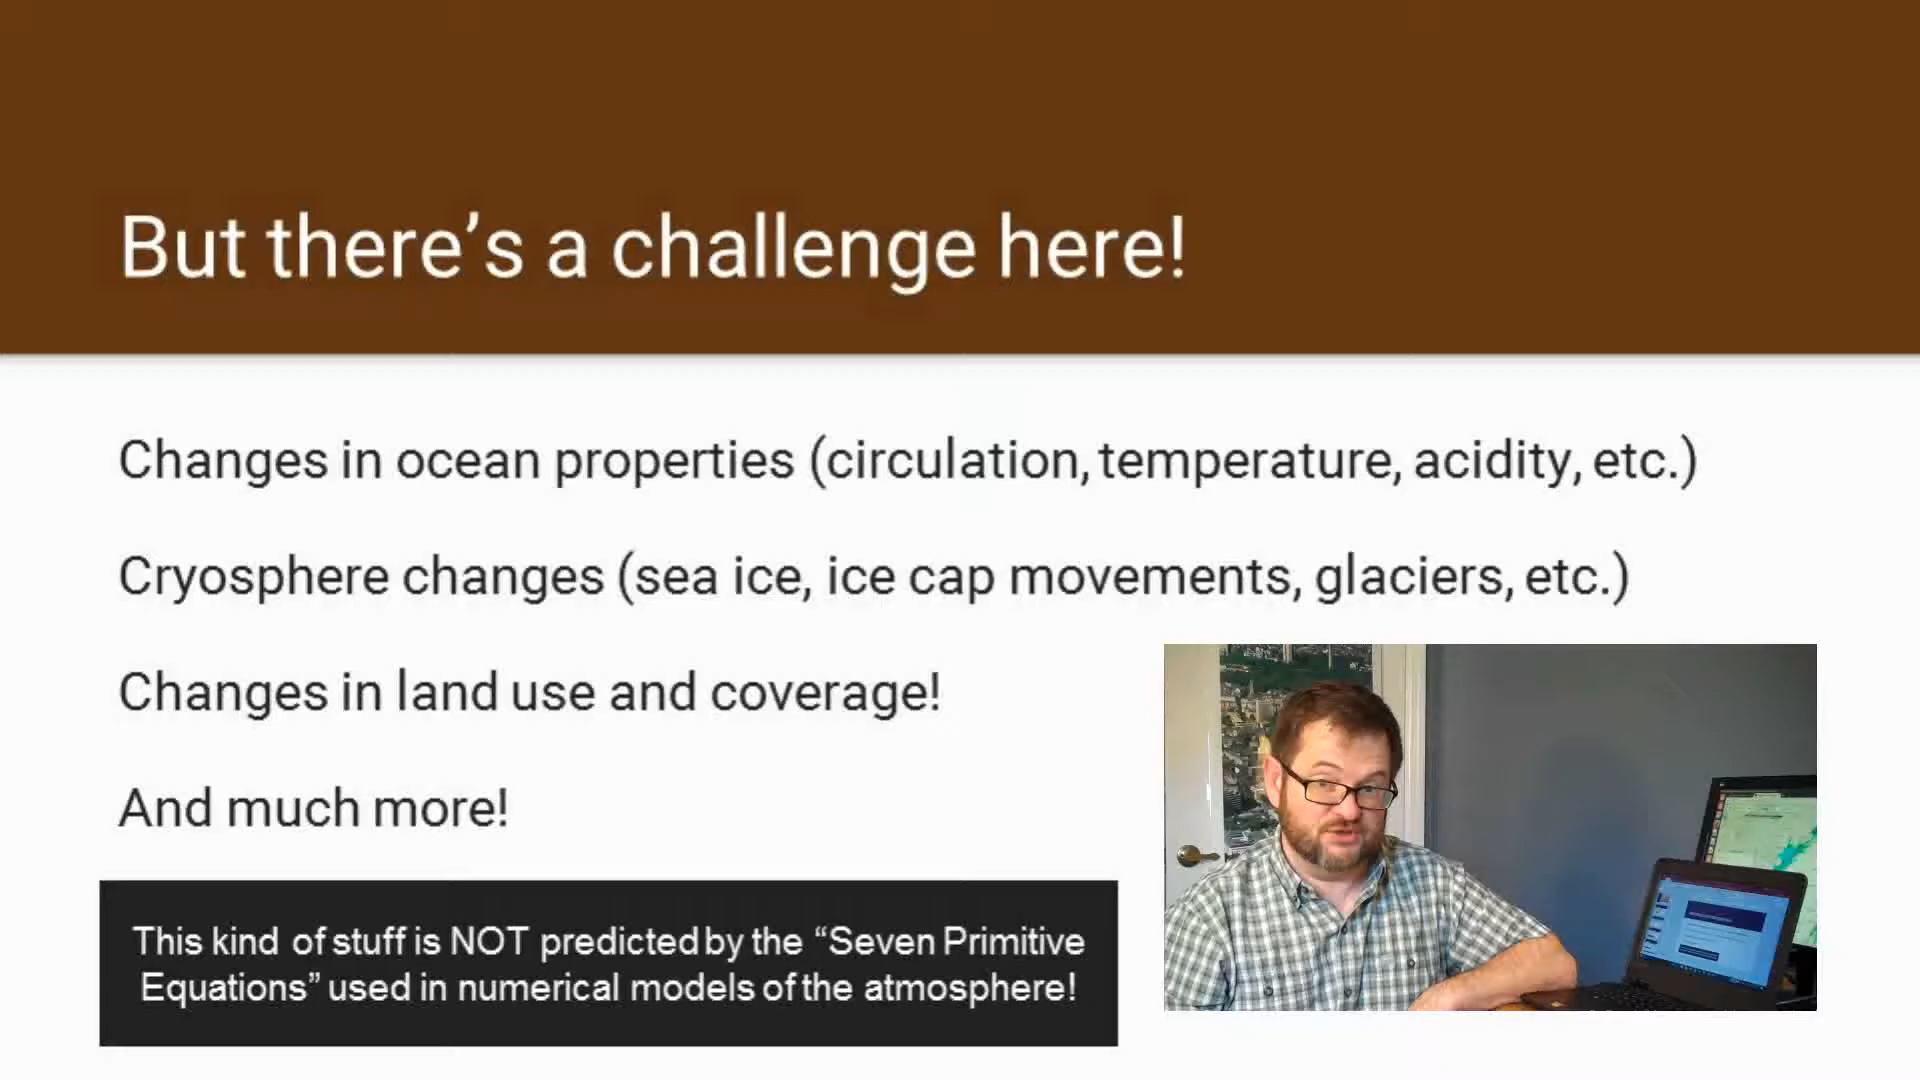 But there’s a challenge here!
Changes in ocean properties (circulation, temperature, acidity, etc.)
Cryosphere changes (sea ice, ice cap movements, glaciers, etc.)
Changes in land use and coverage!
And much more!
This kind of stuff is NOT predicted by the “Seven Primitive
Equations” used in numerical models of the atmosphere!